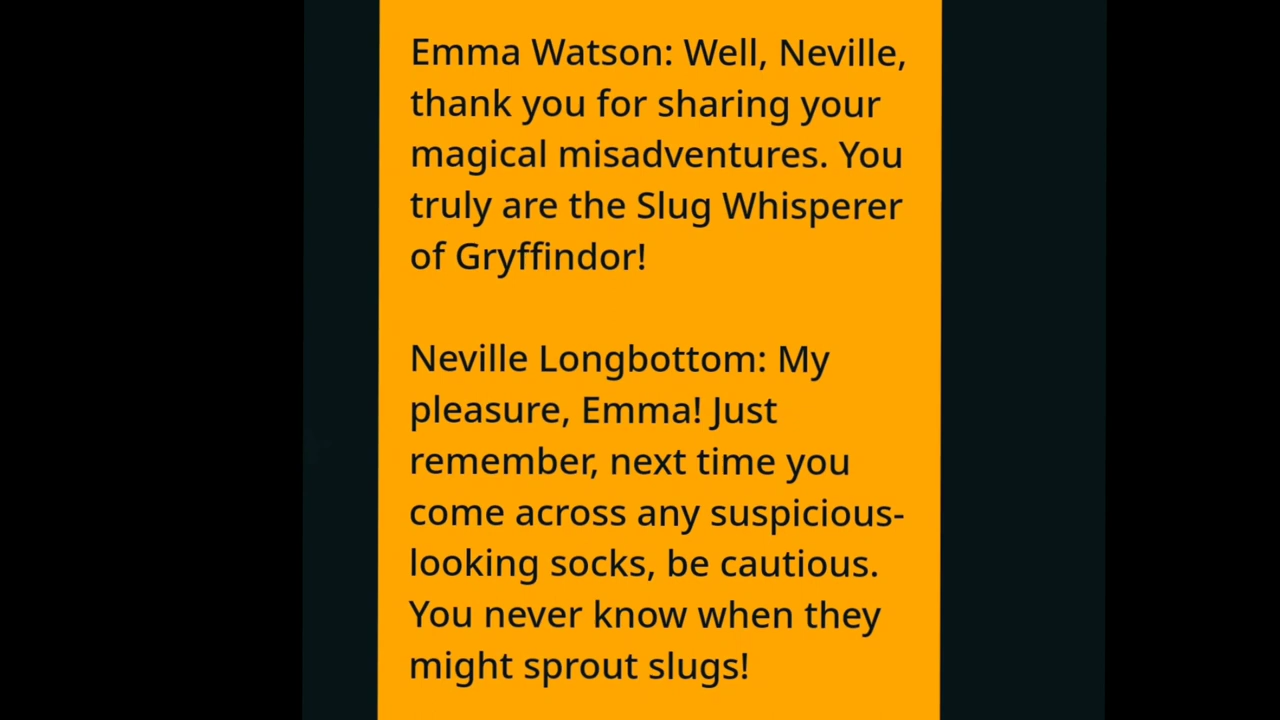 Emma Watson: Well, Neville,
thank you for sharing your
magical misadventures. You
truly are the Slug Whisperer
of Gryffindor!
Neville Longbottom: My
pleasure, Emma! Just
remember, next time you
come across any suspicious-
looking socks, be cautious.
You never know when they
might sprout slugs!